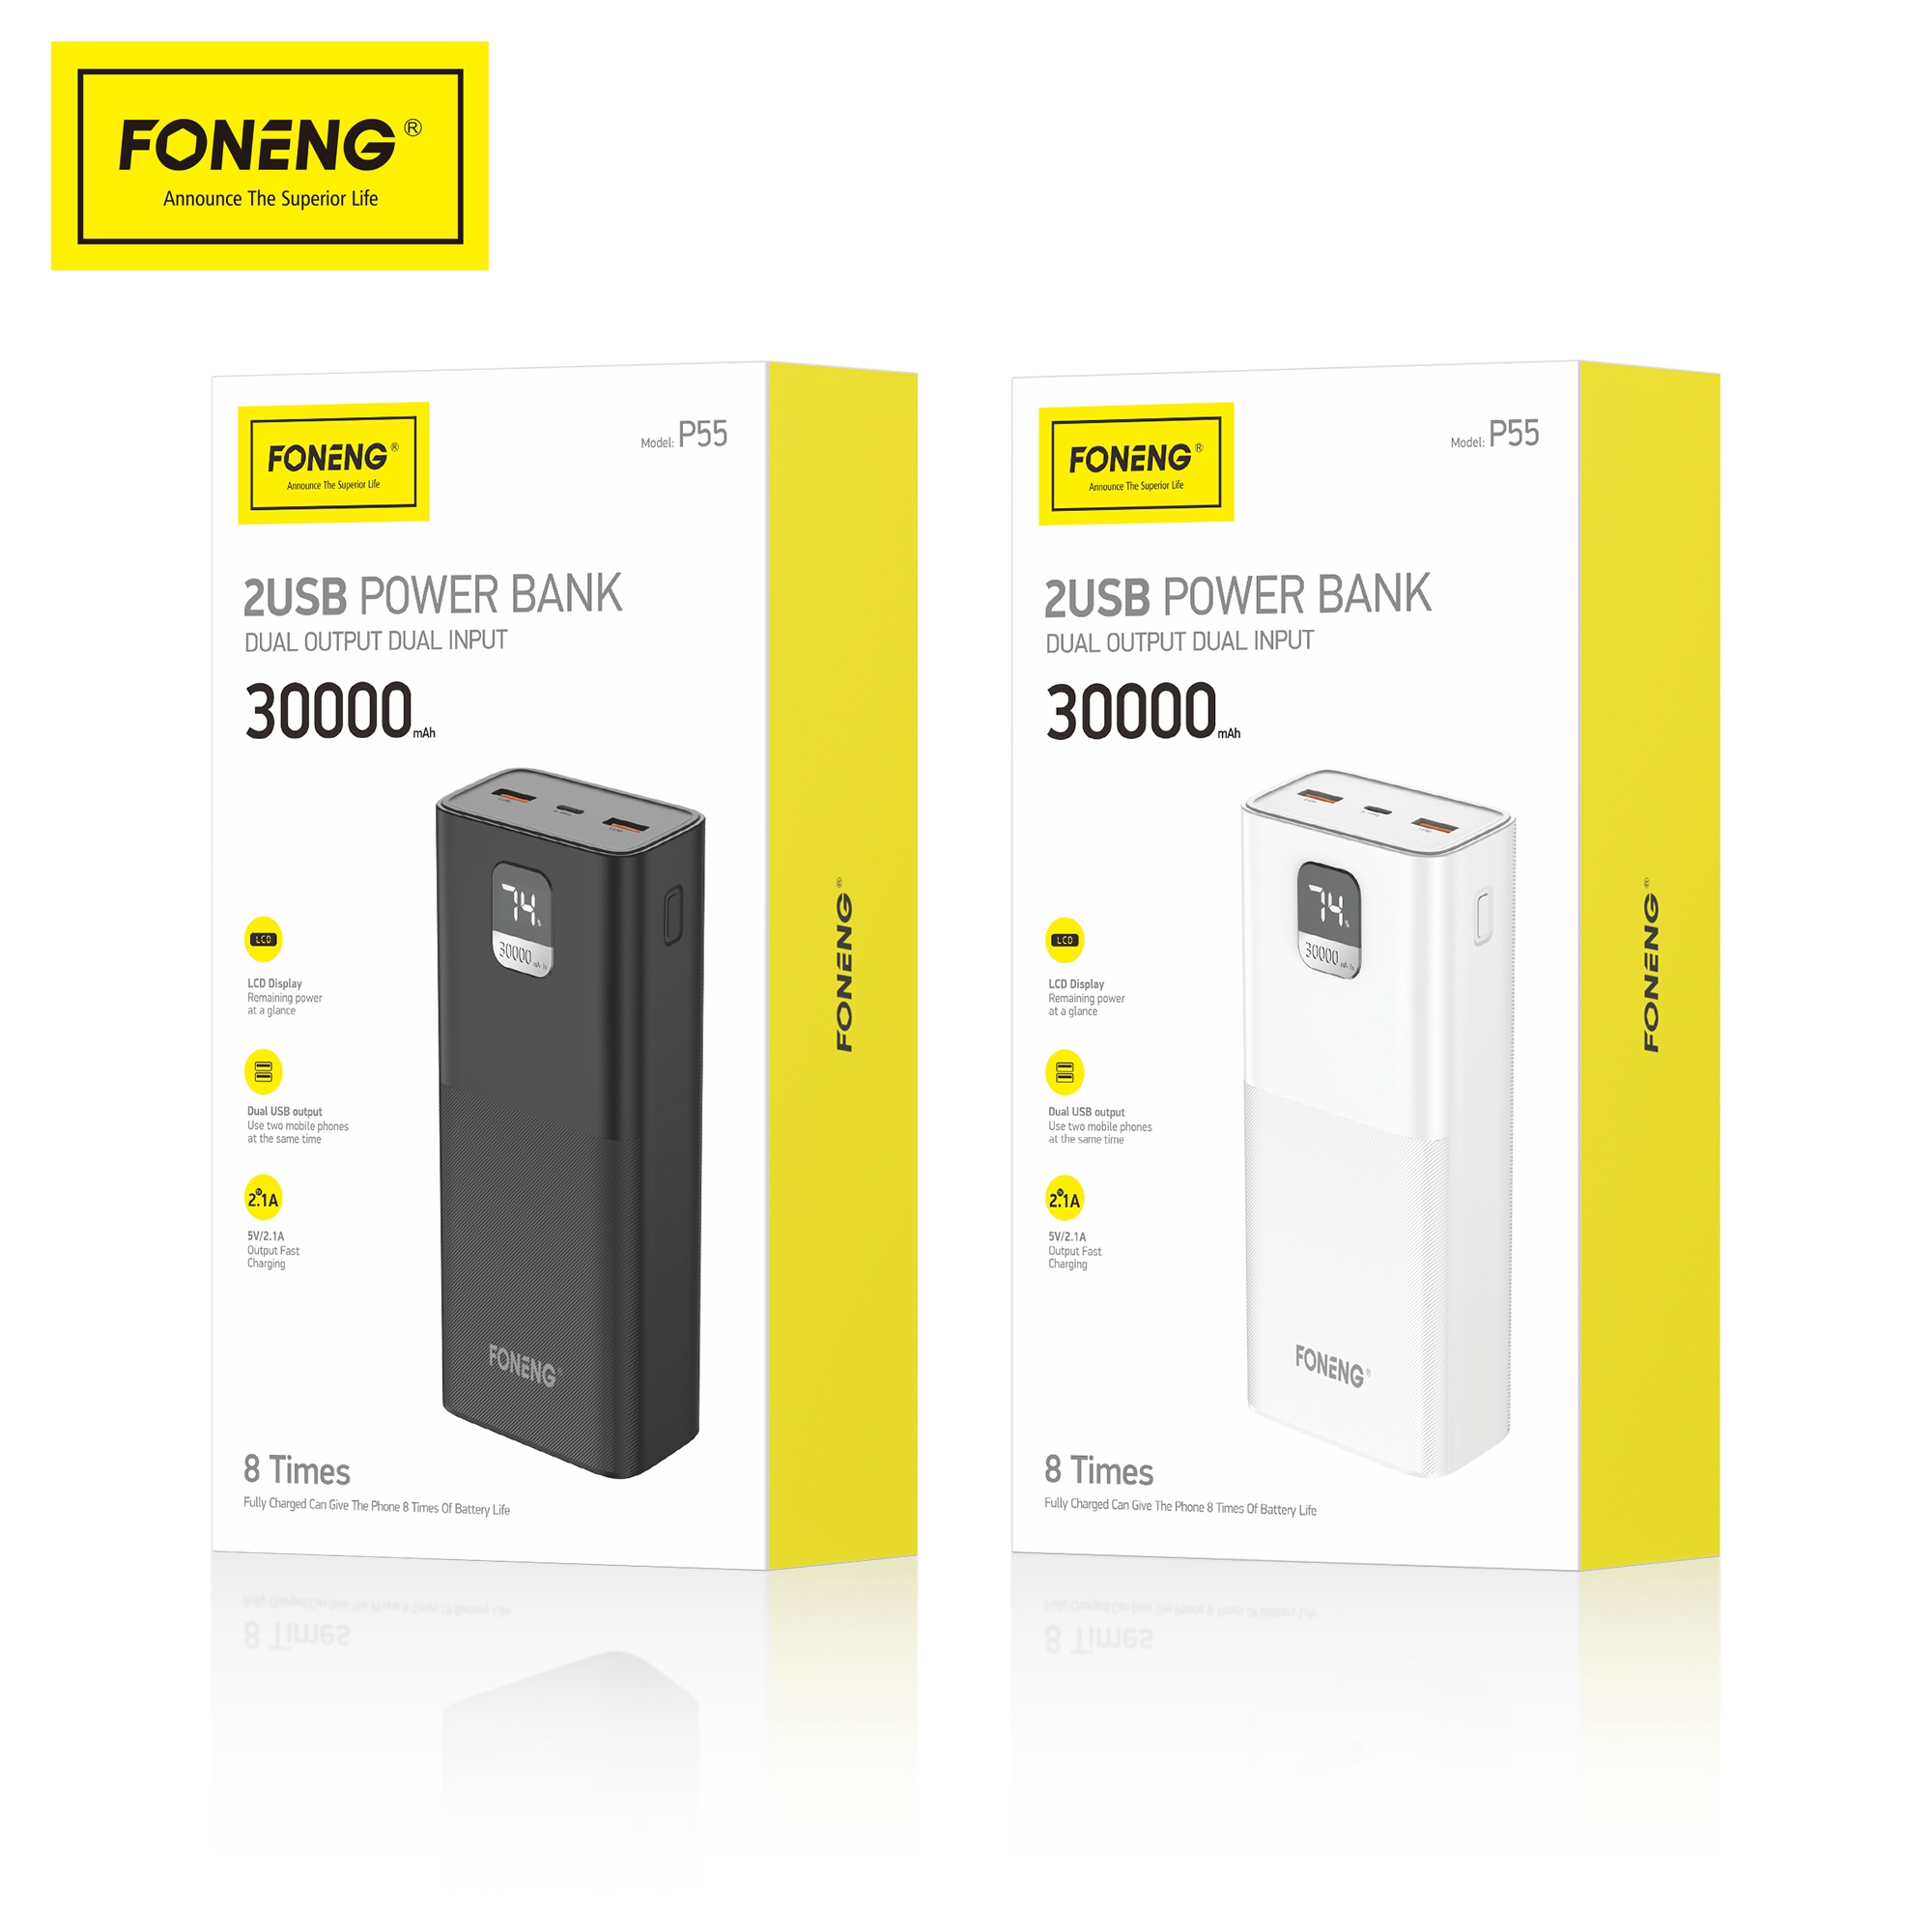 FONENG®
Announce The Superior Life
FONENG®
Announce The Superior Life
Model: P55
2USB POWER BANK
DUAL OUTPUT DUAL INPUT
30000mAh
74%
30000
LCD
LCD Display
Remaining power
at a glance
Dual USB output
Use two mobile phones
at the same time
2.1A
5V/2.1A
Output Fast
Charging
FONENG®
8 Times
Fully Charged Can Give The Phone 8 Times Of Battery Life
FONENG®
FONENG®
Announce The Superior Life
Model: P55
2USB POWER BANK
DUAL OUTPUT DUAL INPUT
30000mAh
74%
30000
LCD
LCD Display
Remaining power
at a glance
Dual USB output
Use two mobile phones
at the same time
2.1A
5V/2.1A
Output Fast
Charging
FONENG®
8 Times
Fully Charged Can Give The Phone 8 Times Of Battery Life
FONENG®